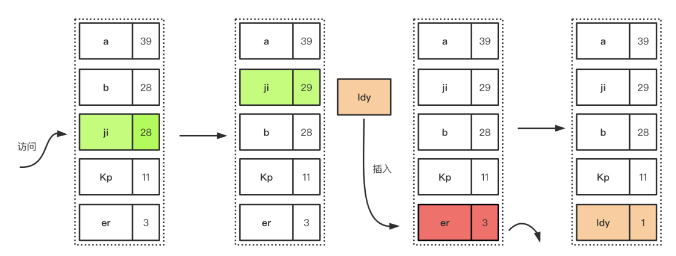 a 39
b 28
ji 28
Kp 11
er 3
访问
a 39
ji 29
b 28
Kp 11
er 3
ldy
插入
a 39
ji 29
b 28
Kp 11
er 3
a 39
ji 29
b 28
Kp 11
ldy 1